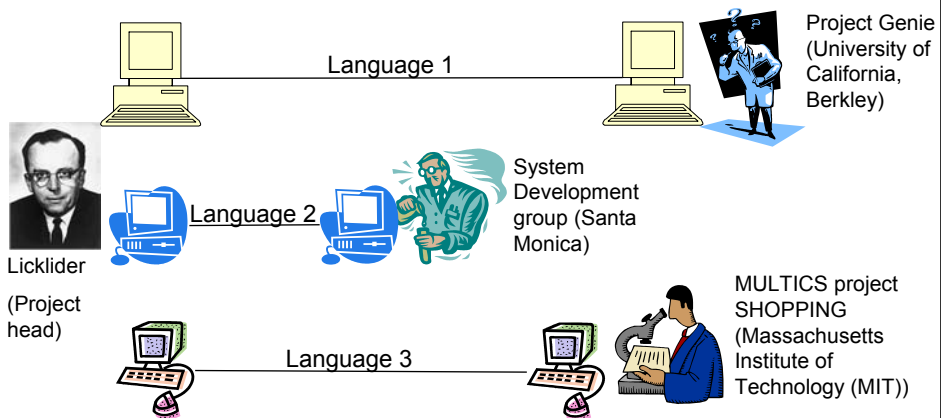 Project Genie
(University of
California,
Berkley)
Language 1
System
Development
group (Santa
Monica)
Language 2
Licklider
(Project
head)
MULTICS project
SHOPPING
(Massachusetts
Institute of
Technology (MIT))
Language 3